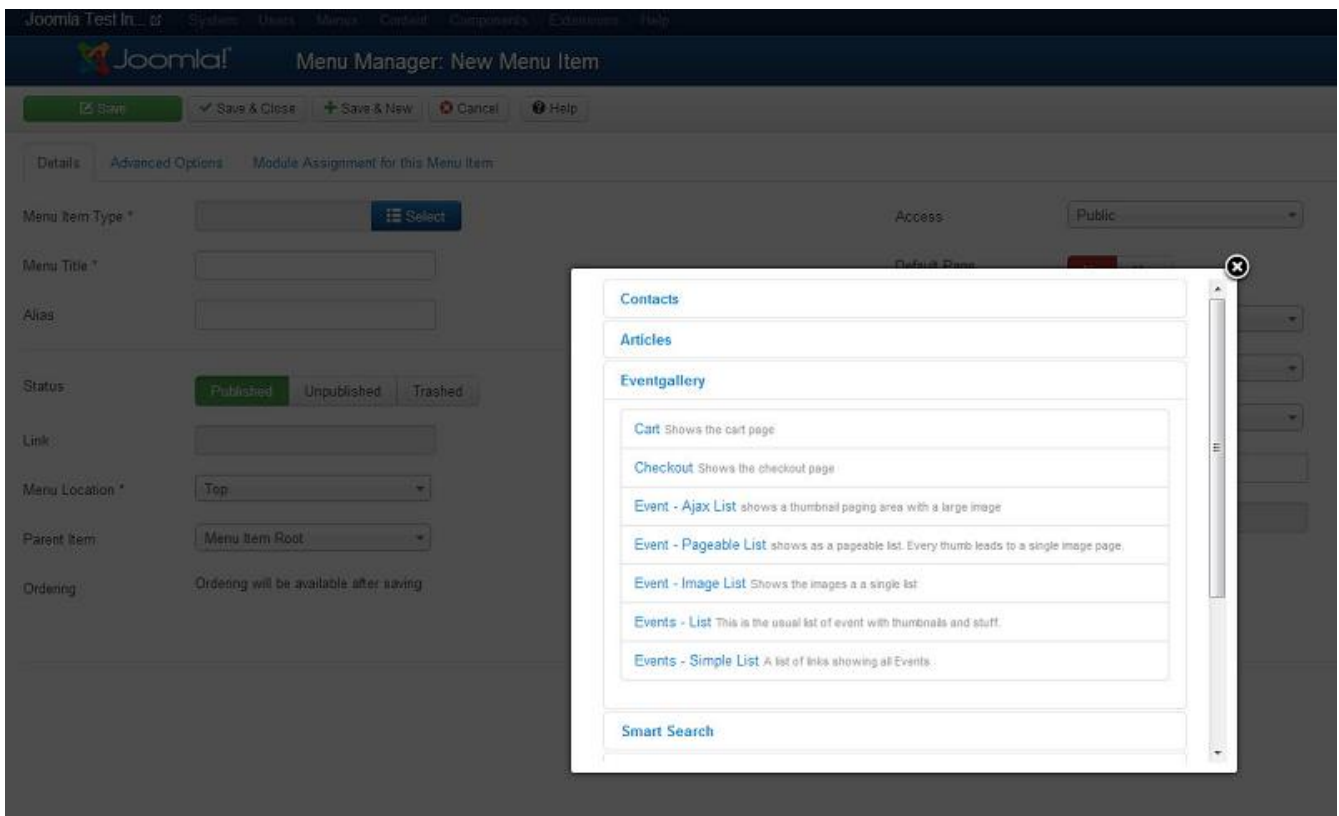 Joomla Test In... System Users Menus Content Components Extensions Help
Joomla!® Menu Manager: New Menu Item
Save Save & Close Save & New Cancel Help
Details Advanced Options Module Assignment for this Menu Item
Menu Item Type * Select Access Public
Menu Title * Default Page
Alias
Status Published Unpublished Trashed
Link
Menu Location * Top
Parent Item Menu Item Root
Ordering Ordering will be available after saving
Contacts
Articles
Eventgallery
Cart Shows the cart page
Checkout Shows the checkout page
Event - Ajax List shows a thumbnail paging area with a large image
Event - Pageable List shows as a pageable list. Every thumb leads to a single image page.
Event - Image List Shows the images a a single list
Events - List This is the usual list of event with thumbnails and stuff.
Events - Simple List A list of links showing all Events
Smart Search